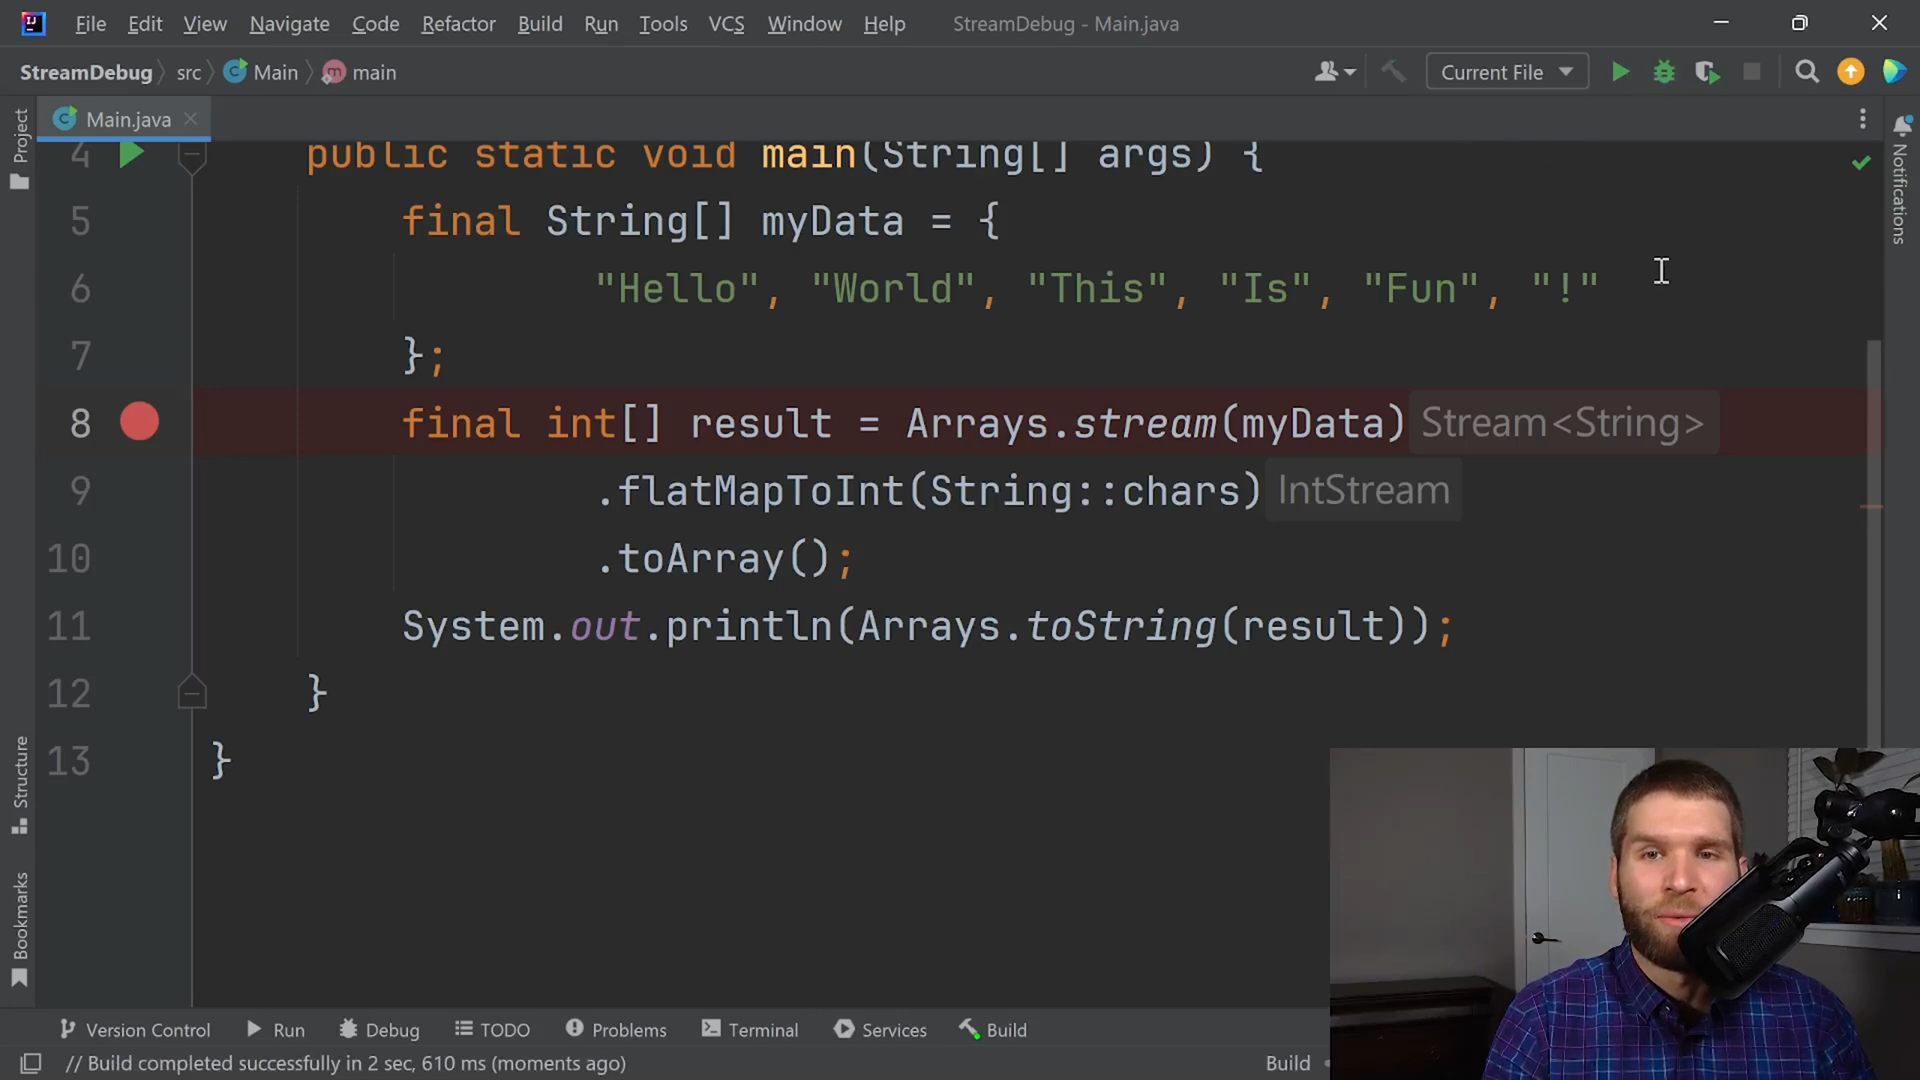 File Edit View Navigate Code Refactor Build Run Tools VCS Window Help StreamDebug - Main.java
StreamDebug src Main main Current File
Project
Main.java
Notifications
4 public static void main(String[] args) {
5 final String[] myData = {
6 "Hello", "World", "This", "Is", "Fun", "!"
7 };
8 final int[] result = Arrays.stream(myData) Stream<String>
9 .flatMapToInt(String::chars) IntStream
10 .toArray();
11 System.out.println(Arrays.toString(result));
12 }
13 }
Structure
Bookmarks
Version Control Run Debug TODO Problems Terminal Services Build
// Build completed successfully in 2 sec, 610 ms (moments ago) Build